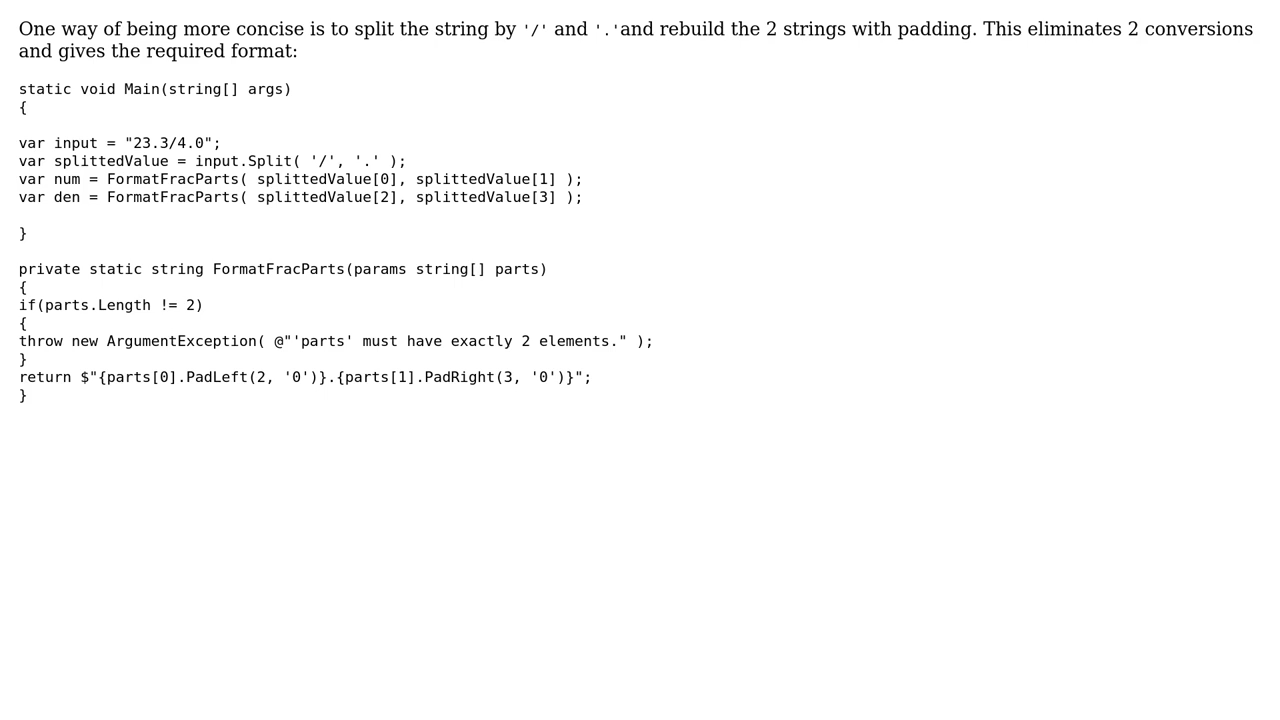 One way of being more concise is to split the string by '/' and '.'and rebuild the 2 strings with padding. This eliminates 2 conversions
and gives the required format:
static void Main(string[] args)
{
var input = "23.3/4.0";
var splittedValue = input.Split( '/', '.' );
var num = FormatFracParts( splittedValue[0], splittedValue[1] );
var den = FormatFracParts( splittedValue[2], splittedValue[3] );
}
private static string FormatFracParts(params string[] parts)
{
if(parts.Length != 2)
{
throw new ArgumentException( @"'parts' must have exactly 2 elements." );
}
return $"{parts[0].PadLeft(2, '0')}.{parts[1].PadRight(3, '0')}";
}